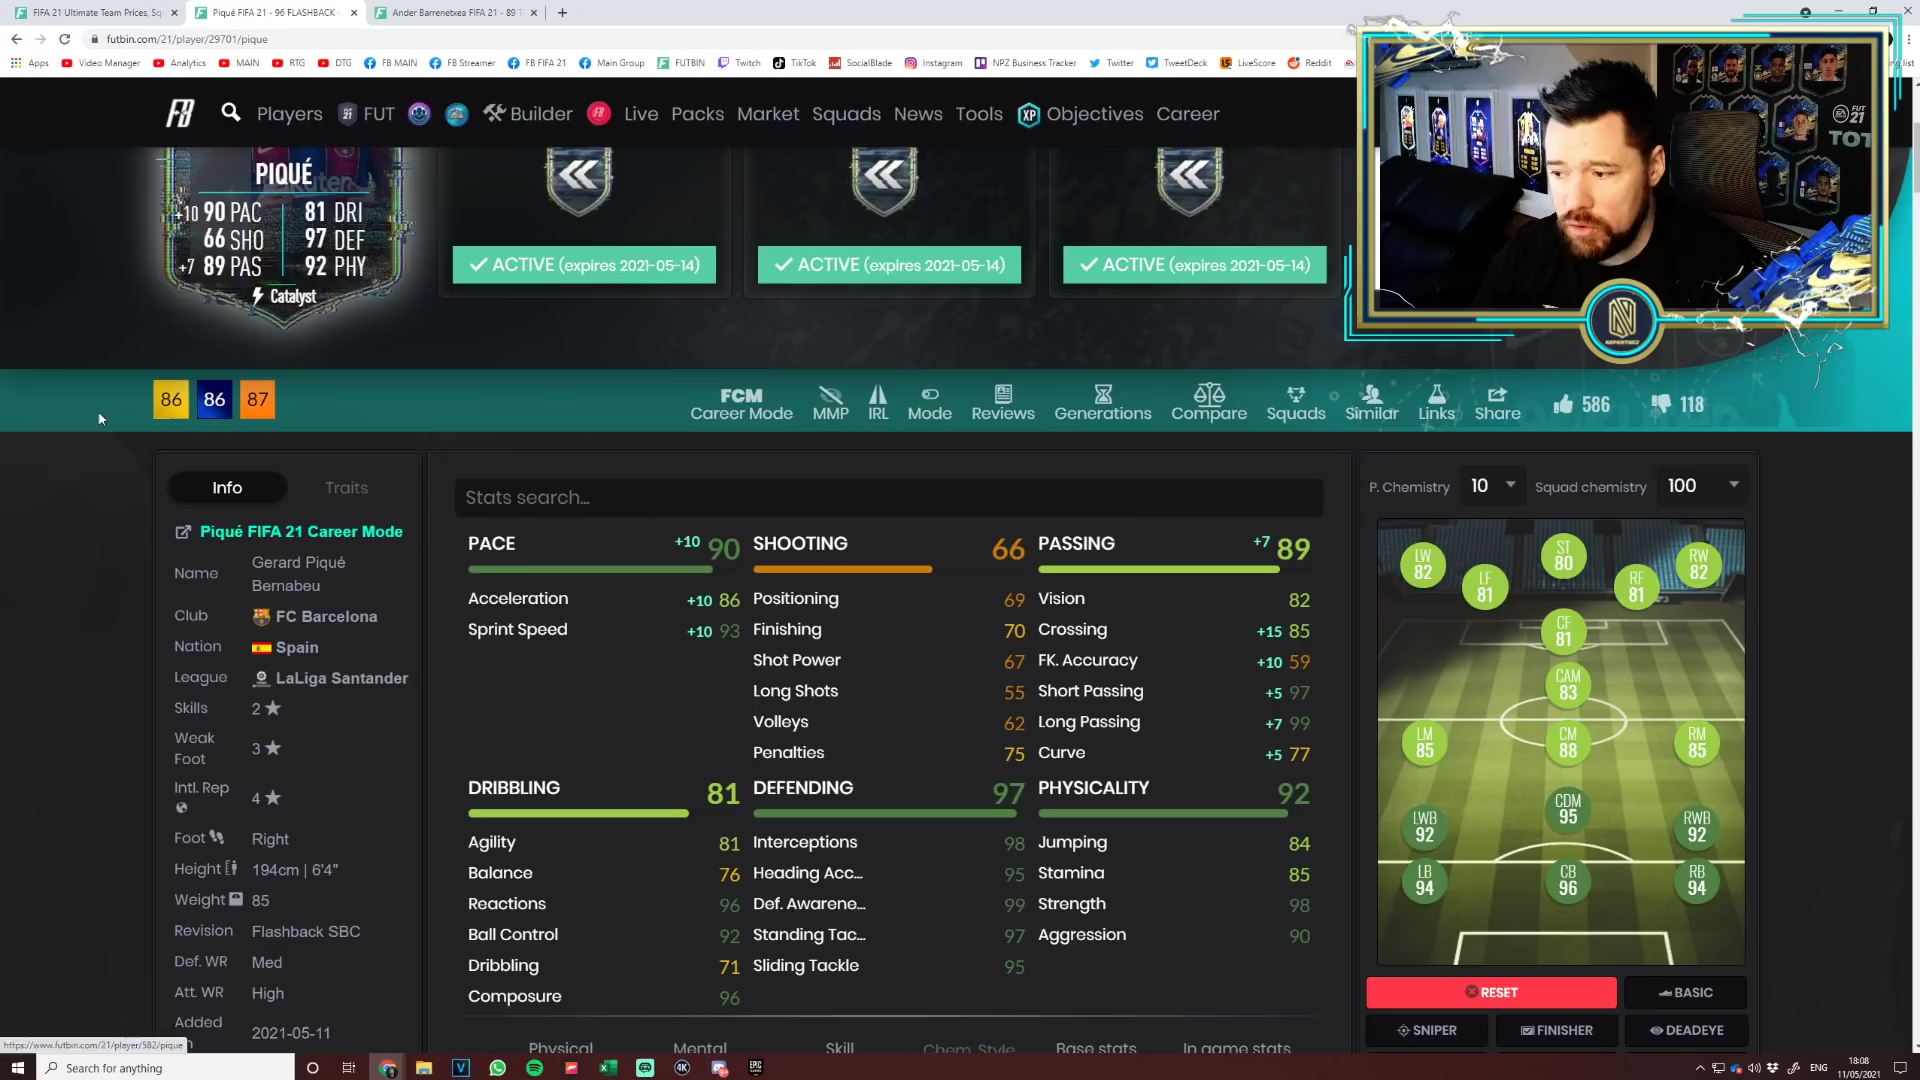 FIFA 21 Ultimate Team Prices, Sq
Piqué FIFA 21 - 96 FLASHBACK -
Ander Barrenetxea FIFA 21 - 89 T
futbin.com/21/player/29701/pique
Apps Video Manager Analytics MAIN RTG DTG FB MAIN FB Streamer FB FIFA 21 Main Group FUTBIN Twitch TikTok SocialBlade Instagram NPZ Business Tracker Twitter TweetDeck LiveScore Reddit
FB Players 21 FUT Builder Live Packs Market Squads News Tools XP Objectives Career
PIQUÉ
+10 90 PAC 81 DRI
66 SHO 97 DEF
+7 89 PAS 92 PHY
Catalyst
ACTIVE (expires 2021-05-14)
ACTIVE (expires 2021-05-14)
ACTIVE (expires 2021-05-14)
EA SPORTS FUT 21
TOT
86 86 87
FCM
Career Mode MMP IRL Mode Reviews Generations Compare Squads Similar Links Share 586 118
Info Traits
Piqué FIFA 21 Career Mode
Name Gerard Piqué
Bernabeu
Club FC Barcelona
Nation Spain
League LaLiga Santander
Skills 2
Weak
Foot 3
Intl. Rep 4
Foot Right
Height 194cm | 6'4"
Weight 85
Revision Flashback SBC
Def. WR Med
Att. WR High
Added 2021-05-11
Stats search...
PACE +10 90
Acceleration +10 86
Sprint Speed +10 93
SHOOTING 66
Positioning 69
Finishing 70
Shot Power 67
Long Shots 55
Volleys 62
Penalties 75
PASSING +7 89
Vision 82
Crossing +15 85
FK. Accuracy +10 59
Short Passing +5 97
Long Passing +7 99
Curve +5 77
DRIBBLING 81
Agility 81
Balance 76
Reactions 96
Ball Control 92
Dribbling 71
Composure 96
DEFENDING 97
Interceptions 98
Heading Acc... 95
Def. Awarene... 99
Standing Tac... 97
Sliding Tackle 95
PHYSICALITY 92
Jumping 84
Stamina 85
Strength 98
Aggression 90
Physical Mental Skill Chem. Style Base stats In game stats
P. Chemistry 10 Squad chemistry 100
LW 82
LF 81
ST 80
RF 81
RW 82
CF 81
CAM 83
LM 85
CM 88
RM 85
LWB 92
CDM 95
RWB 92
LB 94
CB 96
RB 94
RESET BASIC
SNIPER FINISHER DEADEYE
https://www.futbin.com/21/player/582/pique
Search for anything
4K
EPIC GAMES
ENG
18:08
11/05/2021